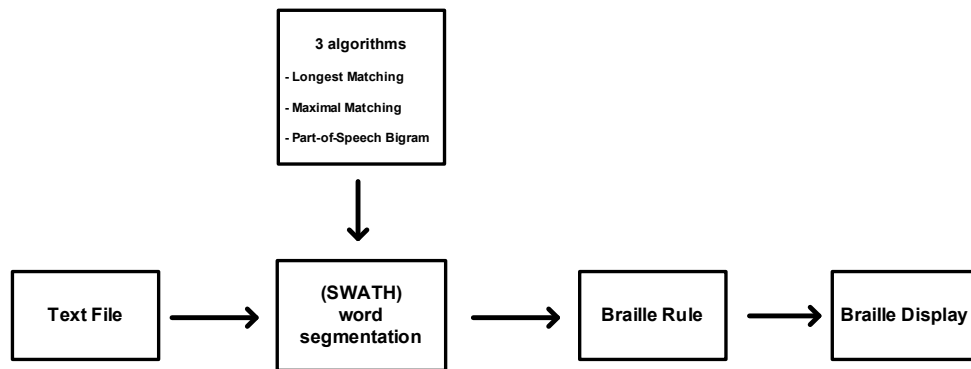 3 algorithms
- Longest Matching
- Maximal Matching
- Part-of-Speech Bigram
Text File
(SWATH)
word
segmentation
Braille Rule
Braille Display